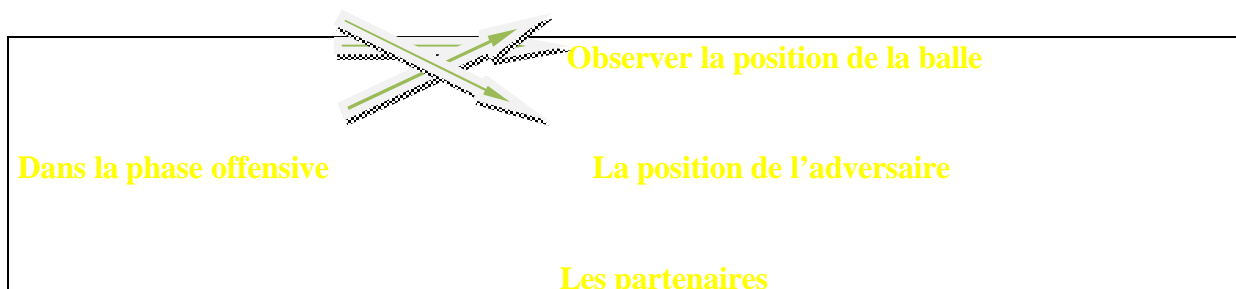 Observer la position de la balle
Dans la phase offensive La position de l’adversaire
Les partenaires